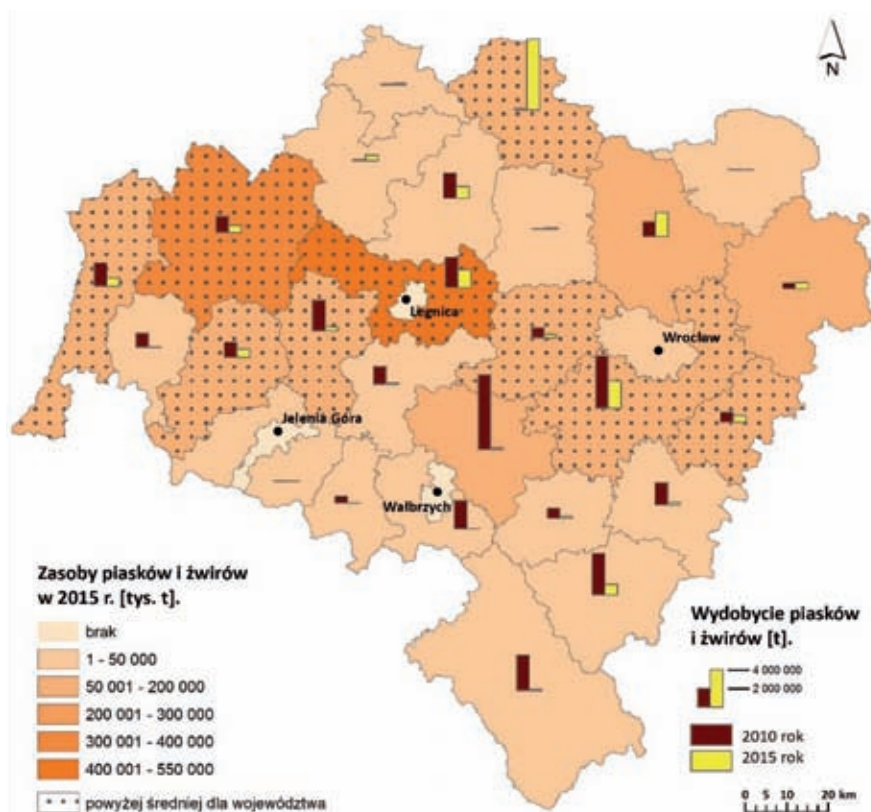 N
Legnica
Wrocław
Jelenia Góra
Wałbrzych
Zasoby piasków i żwirów
w 2015 r. [tys. t].
brak
1 - 50 000
50 001 - 200 000
200 001 - 300 000
300 001 - 400 000
400 001 - 550 000
powyżej średniej dla województwa
Wydobycie piasków
i żwirów [t].
4 000 000
2 000 000
2010 rok
2015 rok
0 5 10 20 km